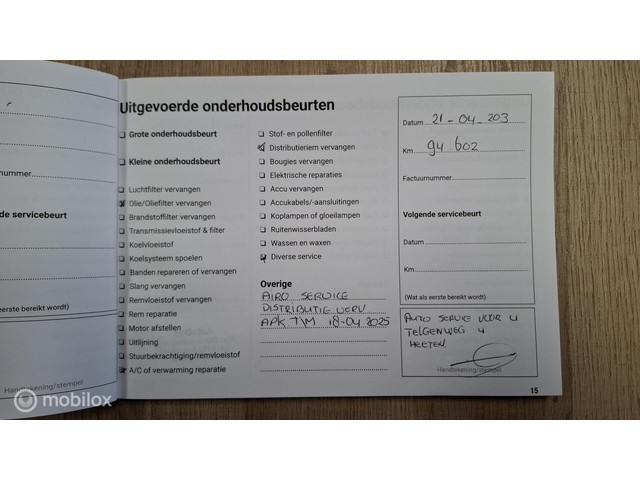 nummer
de servicebeurt
erste bereikt wordt)
Handtekening/stempel
Uitgevoerde onderhoudsbeurten
Grote onderhoudsbeurt
Kleine onderhoudsbeurt
Luchtfilter vervangen
Olie/Oliefilter vervangen
Brandstoffilter vervangen
Transmissievloeistof & filter
Koelvloeistof
Koelsysteem spoelen
Banden repareren of vervangen
Slang vervangen
Remvloeistof vervangen
Rem reparatie
Motor afstellen
Uitlijning
Stuurbekrachtiging/remvloeistof
A/C of verwarming reparatie
Stof- en pollenfilter
Distributieriem vervangen
Bougies vervangen
Elektrische reparaties
Accu vervangen
Accukabels/-aansluitingen
Koplampen of gloeilampen
Ruitenwisserbladen
Wassen en waxen
Diverse service
Overige
AIRO SERVICE
DISTRIBUTIE VERV
APK T/M 18-04 2025
Datum 21-04-203
Km 94.602
Factuurnummer
Volgende servicebeurt
Datum
Km
(Wat als eerste bereikt wordt)
AUTO SERVICE VOOR U
TELGENWEG 4
HEETEN
Handtekening/stempel
15
mobilox